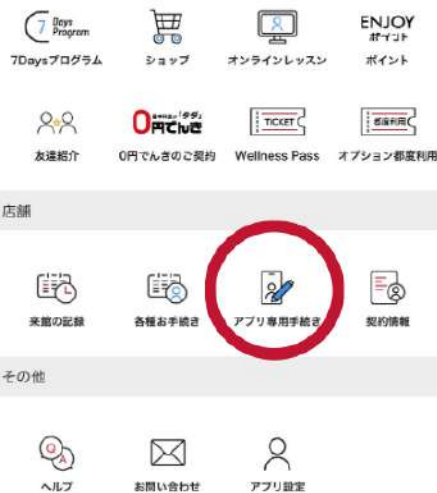 7 Days Program
ENJOY
ポイント
7Daysプログラム
ショップ
オンラインレッスン
ポイント
0円でんき
TICKET
都度利用
友達紹介
0円でんきのご契約
Wellness Pass
オプション都度利用
店舗
来館の記録
各種お手続き
アプリ専用手続き
契約情報
その他
Q
A
ヘルプ
お問い合わせ
アプリ設定